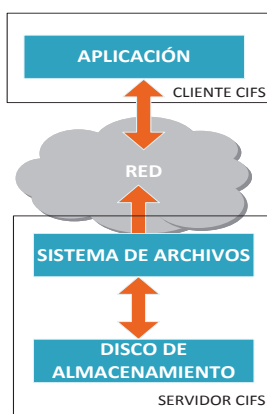 APLICACIÓN
CLIENTE CIFS
RED
SISTEMA DE ARCHIVOS
DISCO DE
ALMACENAMIENTO
SERVIDOR CIFS